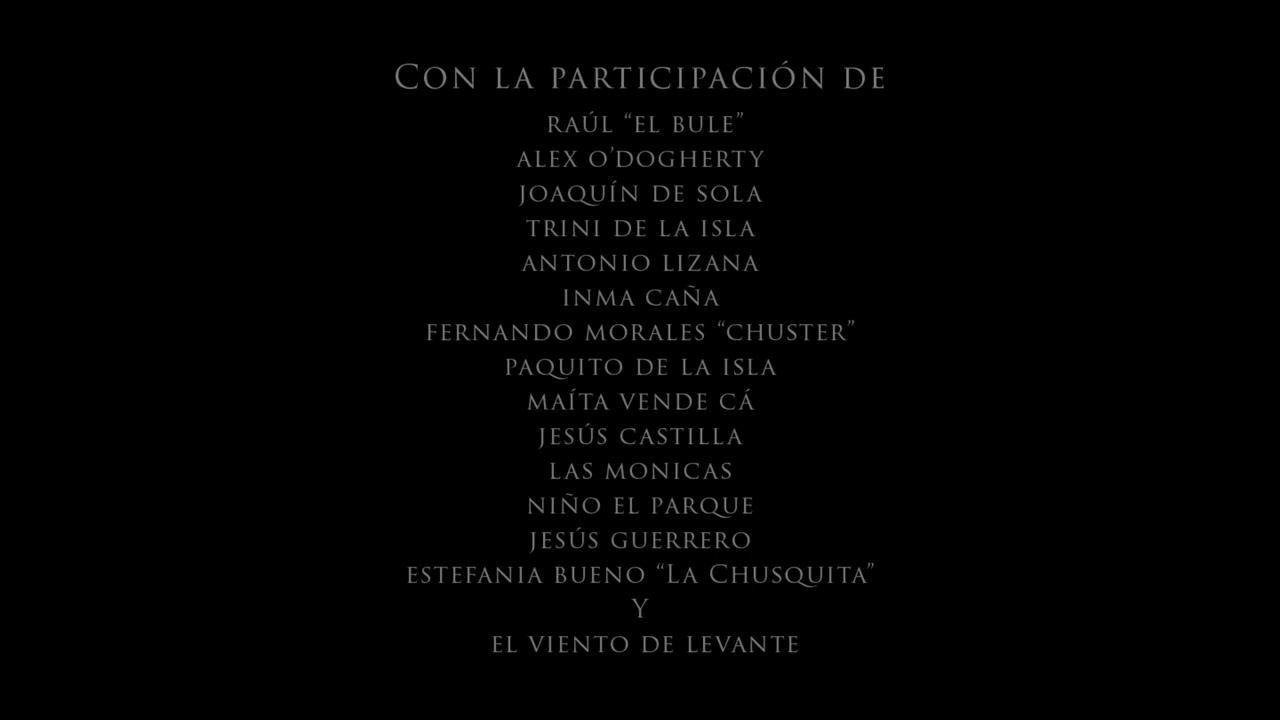 Con la participación de
raúl “el bule”
alex o’dogherty
joaquín de sola
trini de la isla
antonio lizana
inma caña
fernando morales “chuster”
paquito de la isla
maíta vende cá
jesús castilla
las monicas
niño el parque
jesús guerrero
estefania bueno “La Chusquita”
y
el viento de levante